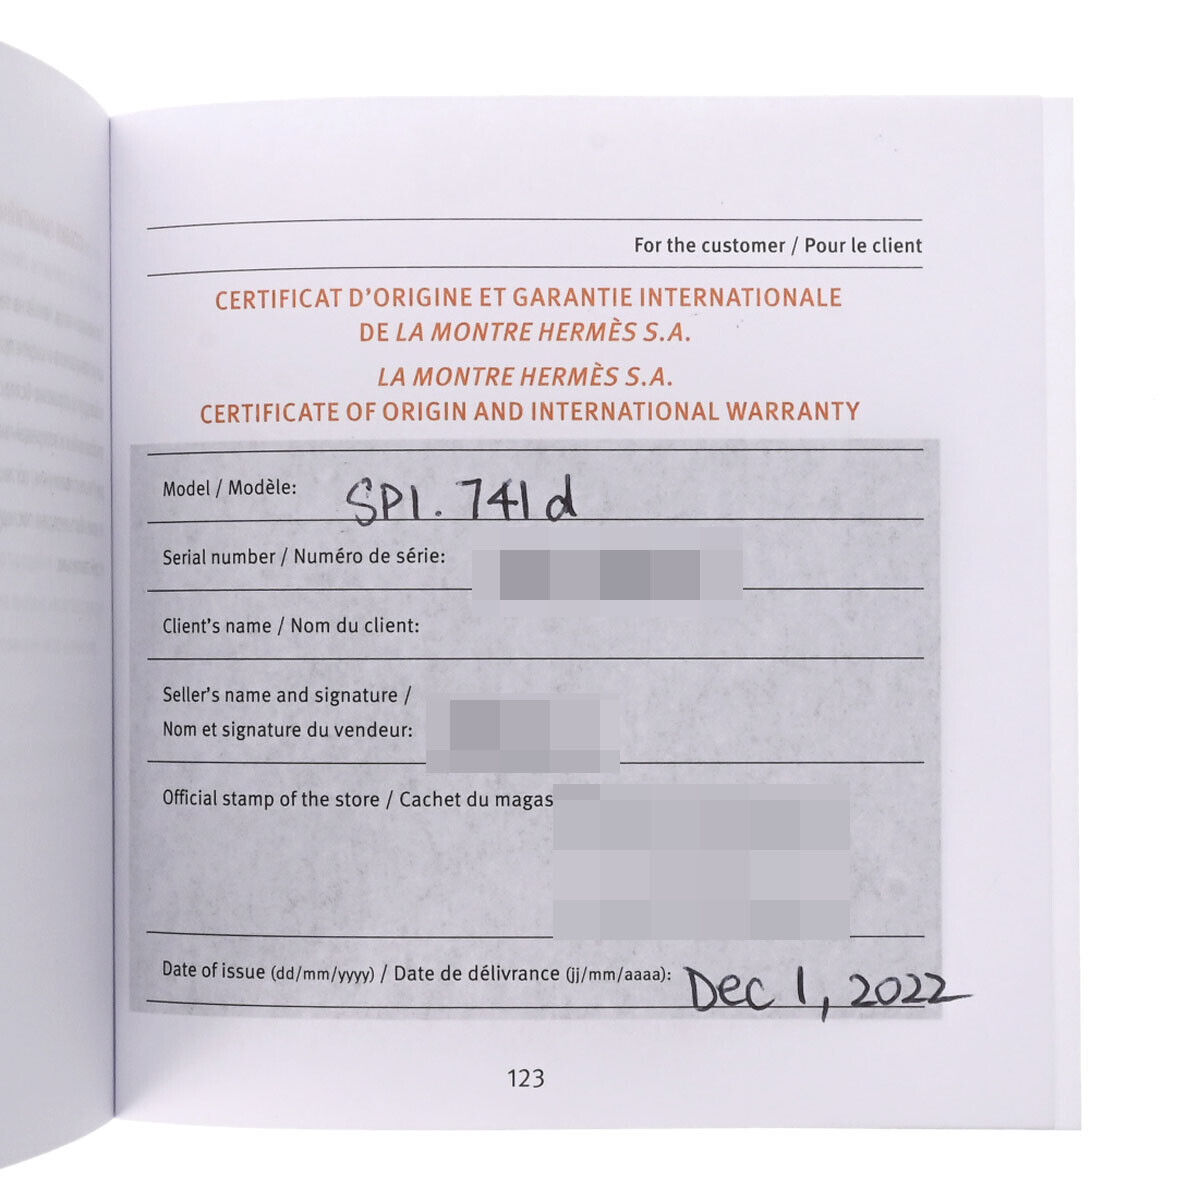 For the customer / Pour le client
CERTIFICAT D'ORIGINE ET GARANTIE INTERNATIONALE
DE LA MONTRE HERMÈS S.A.
LA MONTRE HERMÈS S.A.
CERTIFICATE OF ORIGIN AND INTERNATIONAL WARRANTY
Model / Modèle: SP1. 741d
Serial number / Numéro de série:
Client's name / Nom du client:
Seller's name and signature /
Nom et signature du vendeur:
Official stamp of the store / Cachet du magas
Date of issue (dd/mm/yyyy) / Date de délivrance (jj/mm/aaaa): Dec 1, 2022
123